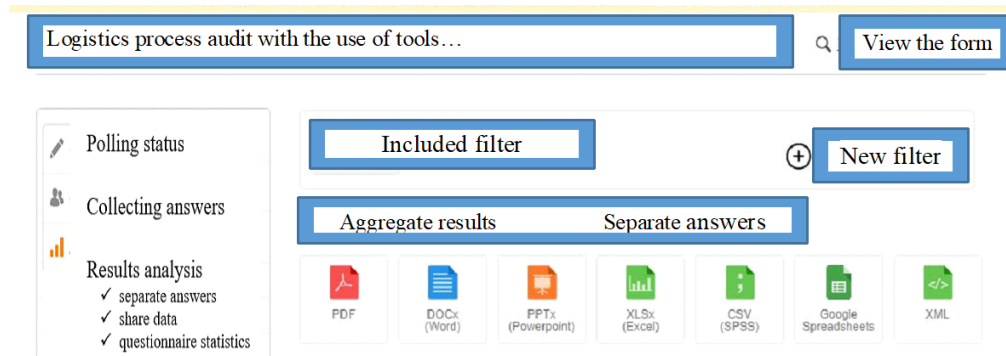 Logistics process audit with the use of tools…
View the form
Polling status
Collecting answers
Results analysis
✓ separate answers
✓ share data
✓ questionnaire statistics
Included filter
New filter
Aggregate results
Separate answers
PDF
DOCx
(Word)
PPTx
(Powerpoint)
XLSx
(Excel)
CSV
(SPSS)
Google
Spreadsheets
XML